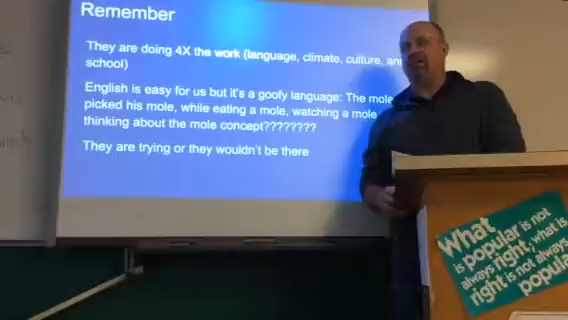 Remember
They are doing 4X the work (language, climate, culture, and
school)
English is easy for us but it's a goofy language: The mole
picked his mole, while eating a mole, watching a mole
thinking about the mole concept????????
They are trying or they wouldn't be there
What
is popular is not
always right, what is
right is not always
popular